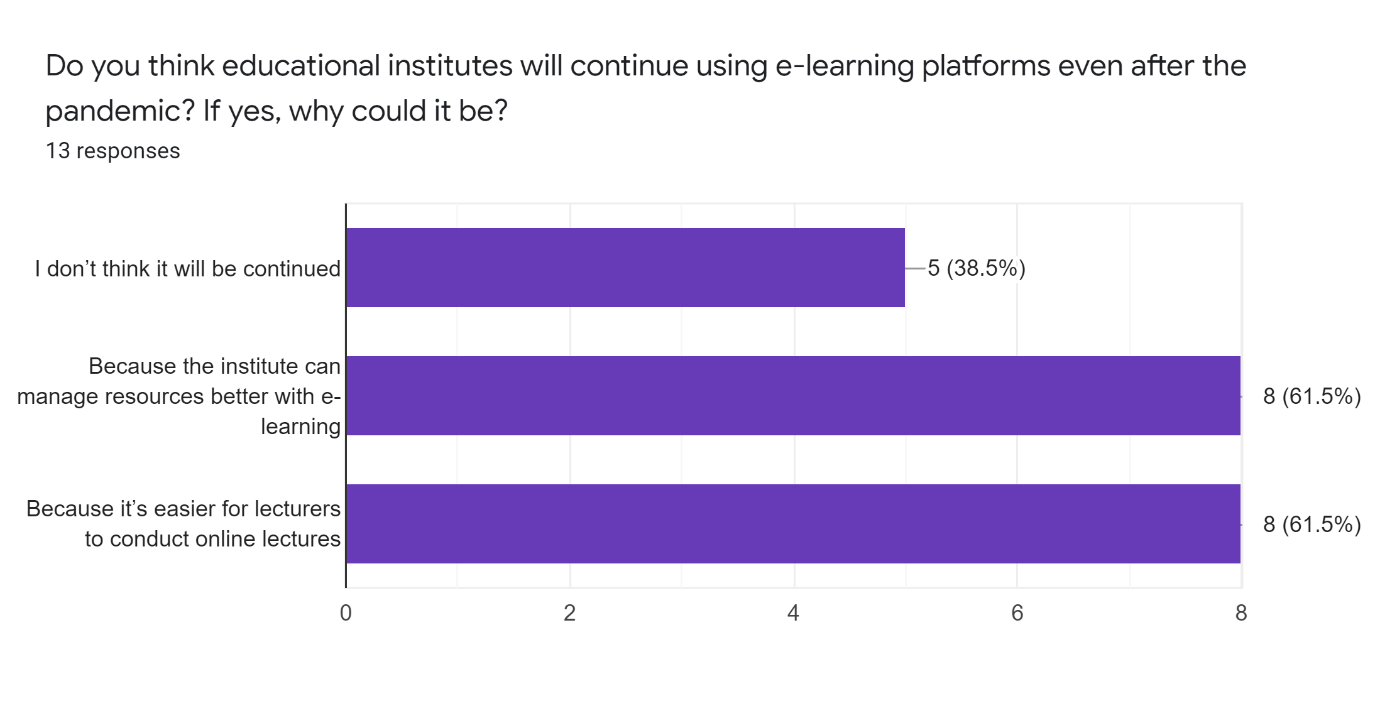 Do you think educational institutes will continue using e-learning platforms even after the
pandemic? If yes, why could it be?
13 responses
I don’t think it will be continued
5 (38.5%)
Because the institute can
manage resources better with e-
learning
8 (61.5%)
Because it’s easier for lecturers
to conduct online lectures
8 (61.5%)
0 2 4 6 8